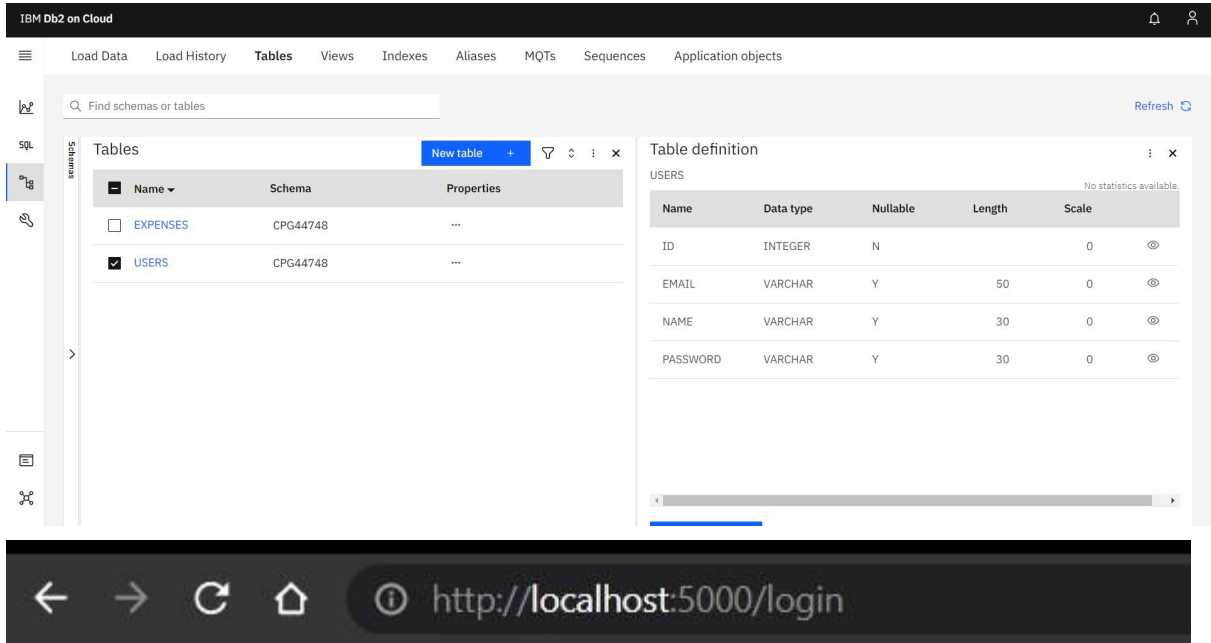 IBM Db2 on Cloud
Load Data Load History Tables Views Indexes Aliases MQTs Sequences Application objects
Find schemas or tables
Refresh
SQL
Schemas
Tables
New table +
Name Schema Properties
EXPENSES CPG44748 ...
USERS CPG44748 ...
Table definition
USERS
No statistics available.
Name Data type Nullable Length Scale
ID INTEGER N 0
EMAIL VARCHAR Y 50 0
NAME VARCHAR Y 30 0
PASSWORD VARCHAR Y 30 0
http://localhost:5000/login